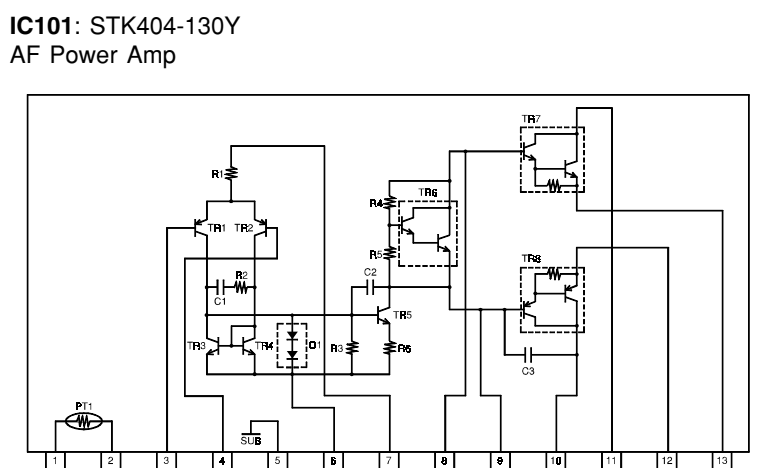 IC101: STK404-130Y
AF Power Amp
TR7
R1
TR6
R4
TR1
TR2
R5
TR8
C2
R2
C1
TR5
TR3
TR4
D1
R3
R6
C3
PT1
SUB
1 2 3 4 5 6 7 8 9 10 11 12 13